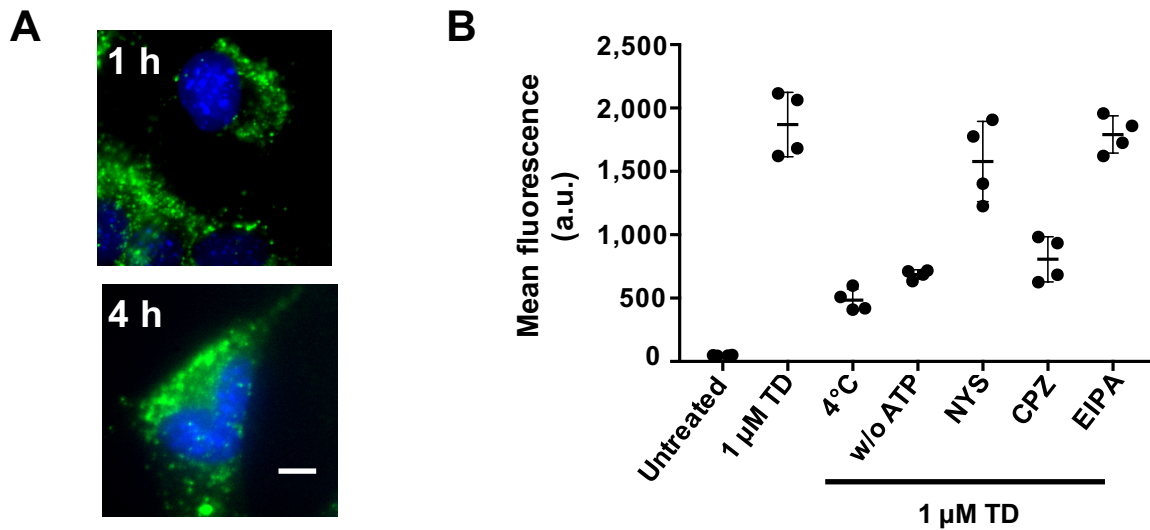 A
1 h
4 h
B
Mean fluorescence
(a.u.)
2,500
2,000
1,500
1,000
500
0
Untreated
1 µM TD
4°C
w/o ATP
NYS
CPZ
EIPA
1 µM TD